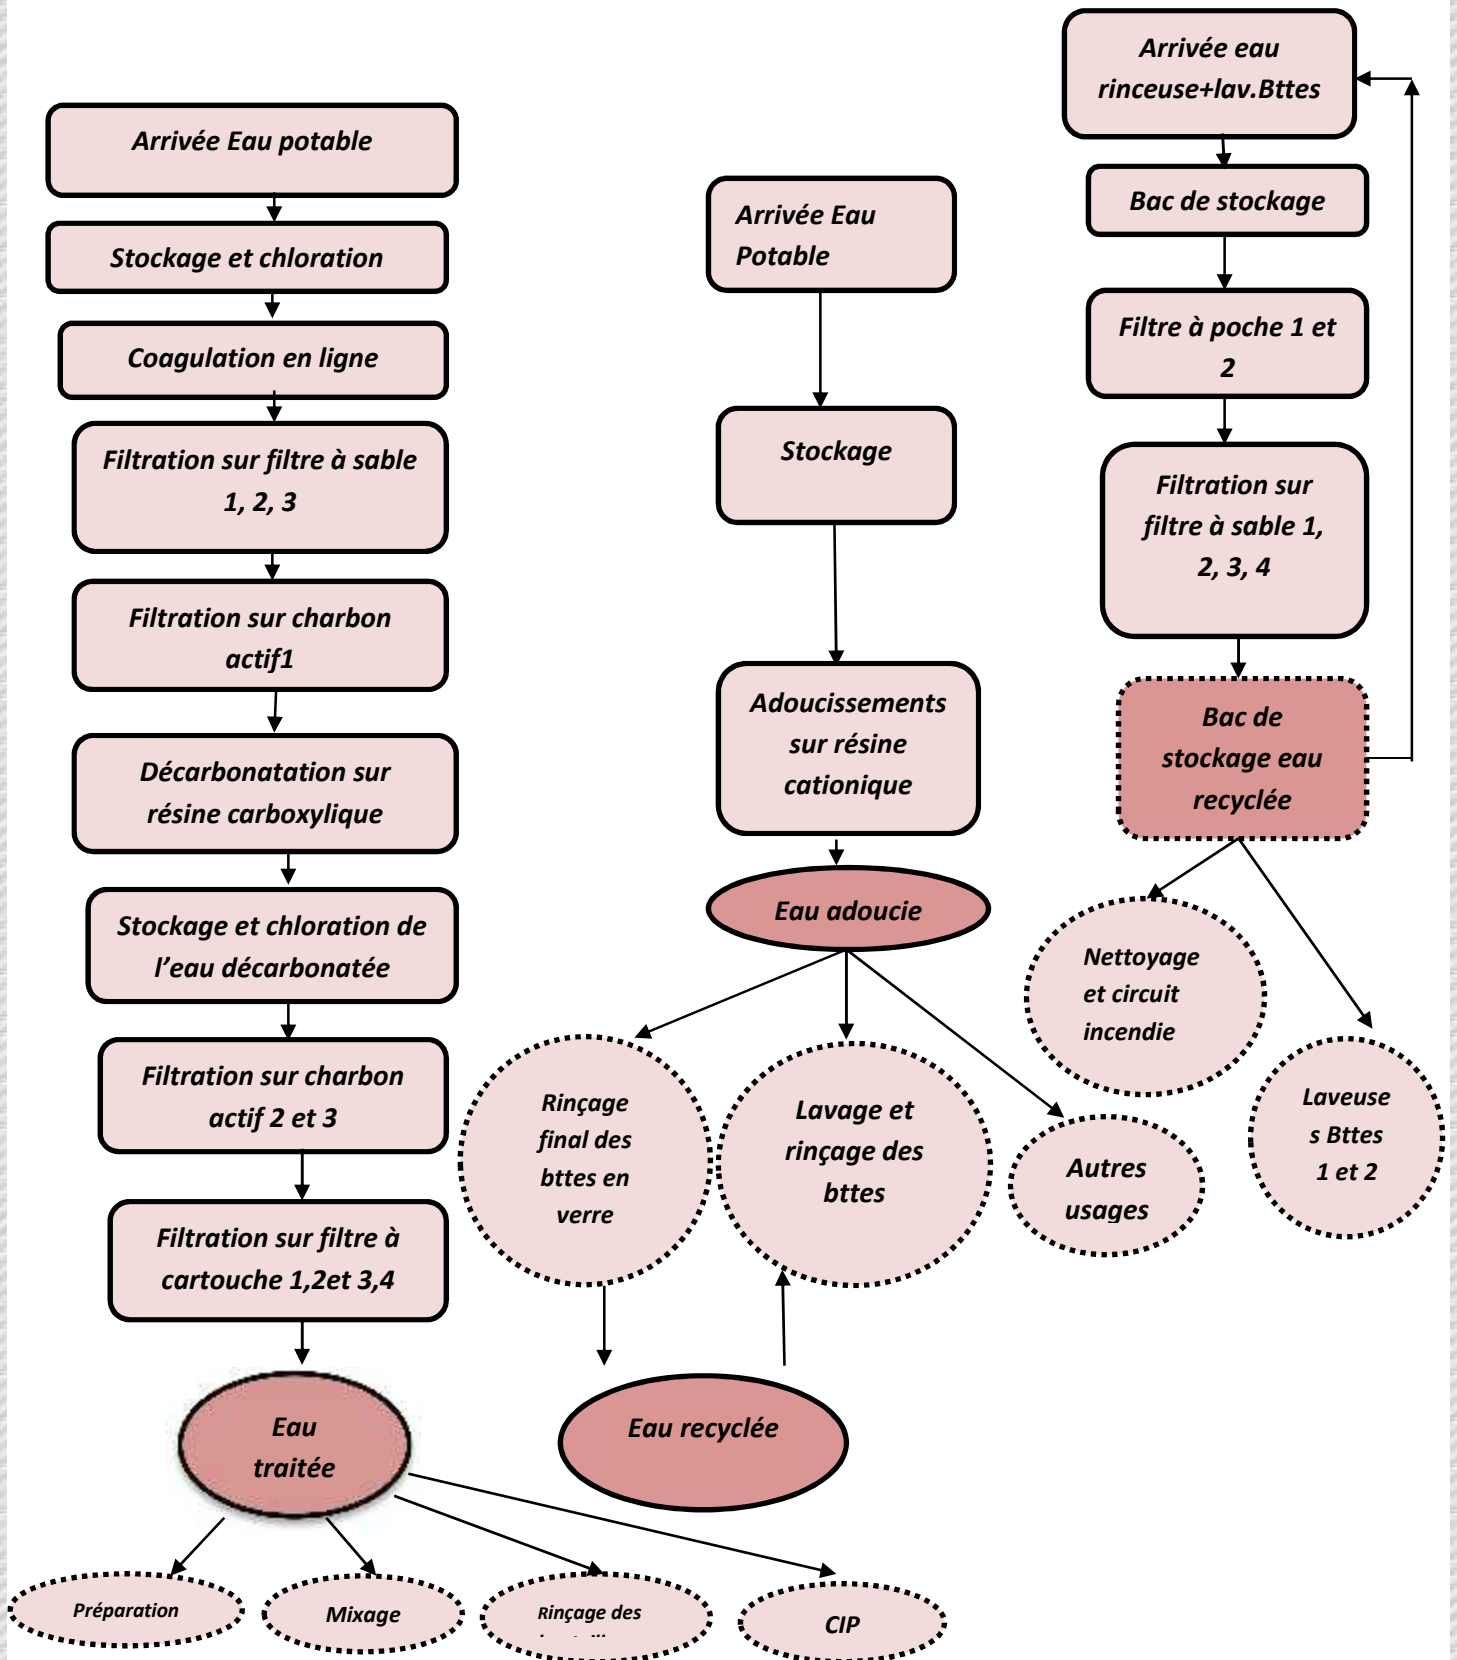 Arrivée Eau potable
Stockage et chloration
Coagulation en ligne
Filtration sur filtre à sable
1, 2, 3
Filtration sur charbon
actif1
Décarbonatation sur
résine carboxylique
Stockage et chloration de
l'eau décarbonatée
Filtration sur charbon
actif 2 et 3
Filtration sur filtre à
cartouche 1,2et 3,4
Eau
traitée
Préparation
Mixage
Rinçage des
CIP
Arrivée Eau
Potable
Stockage
Adoucissements
sur résine
cationique
Eau adoucie
Rinçage
final des
bttes en
verre
Lavage et
rinçage des
bttes
Autres
usages
Eau recyclée
Arrivée eau
rinceuse+lav.Bttes
Bac de stockage
Filtre à poche 1 et
2
Filtration sur
filtre à sable 1,
2, 3, 4
Bac de
stockage eau
recyclée
Nettoyage
et circuit
incendie
Laveuse
s Bttes
1 et 2